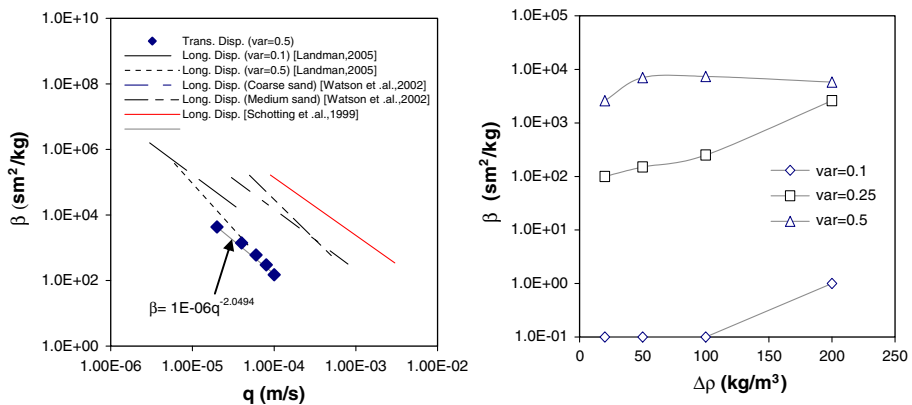 1.0E+10
1.0E+08
1.0E+06
1.0E+04
1.0E+02
1.0E+00
β (sm²/kg)
Trans. Disp. (var=0.5)
Long. Disp. (var=0.1) [Landman,2005]
Long. Disp. (var=0.5) [Landman,2005]
Long. Disp. (Coarse sand) [Watson et.al.,2002]
Long. Disp. (Medium sand) [Watson et.al.,2002]
Long. Disp. [Schotting et .al.,1999]
β= 1E-06q^-2.0494
1.00E-06 1.00E-05 1.00E-04 1.00E-03 1.00E-02
q (m/s)
1.0E+05
1.0E+04
1.0E+03
1.0E+02
1.0E+01
1.0E+00
1.0E-01
β (sm²/kg)
var=0.1
var=0.25
var=0.5
0 50 100 150 200 250
Δρ (kg/m³)